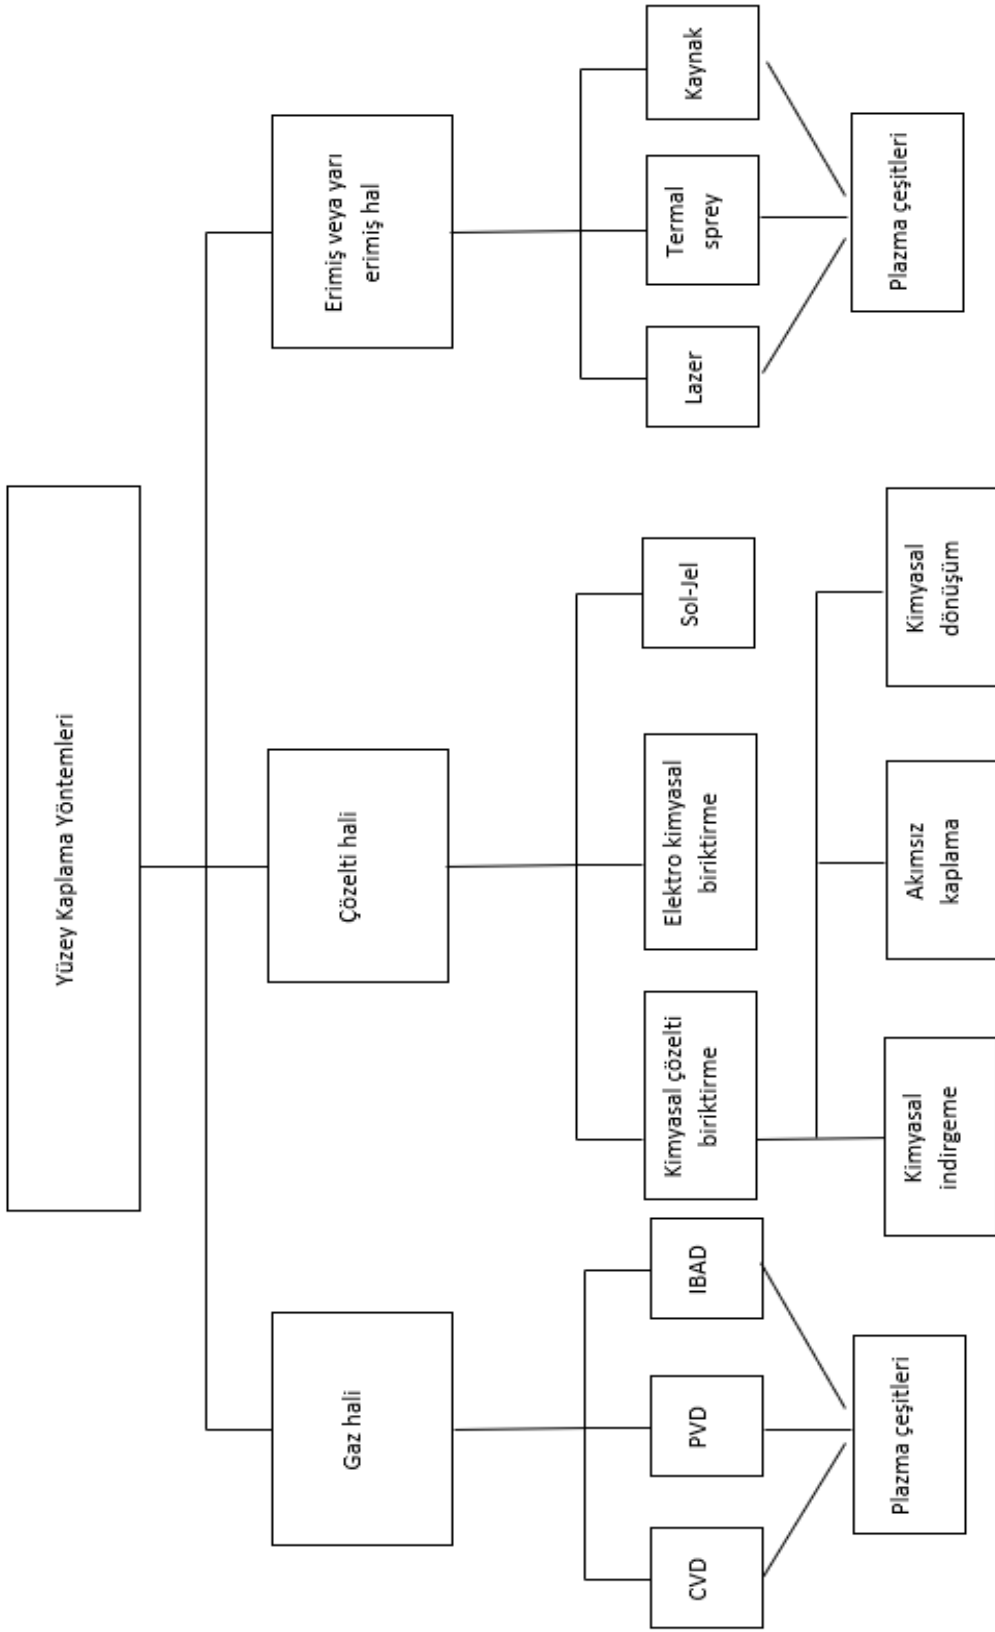 Yüzey Kaplama Yöntemleri
Gaz hali
Çözelti hali
Erimiş veya yarı
erimiş hal
CVD
PVD
IBAD
Kimyasal çözelti
biriktirme
Elektro kimyasal
biriktirme
Sol-Jel
Lazer
Termal
sprey
Kaynak
Plazma çeşitleri
Kimyasal
indirgeme
Akımsız
kaplama
Kimyasal
dönüşüm
Plazma çeşitleri